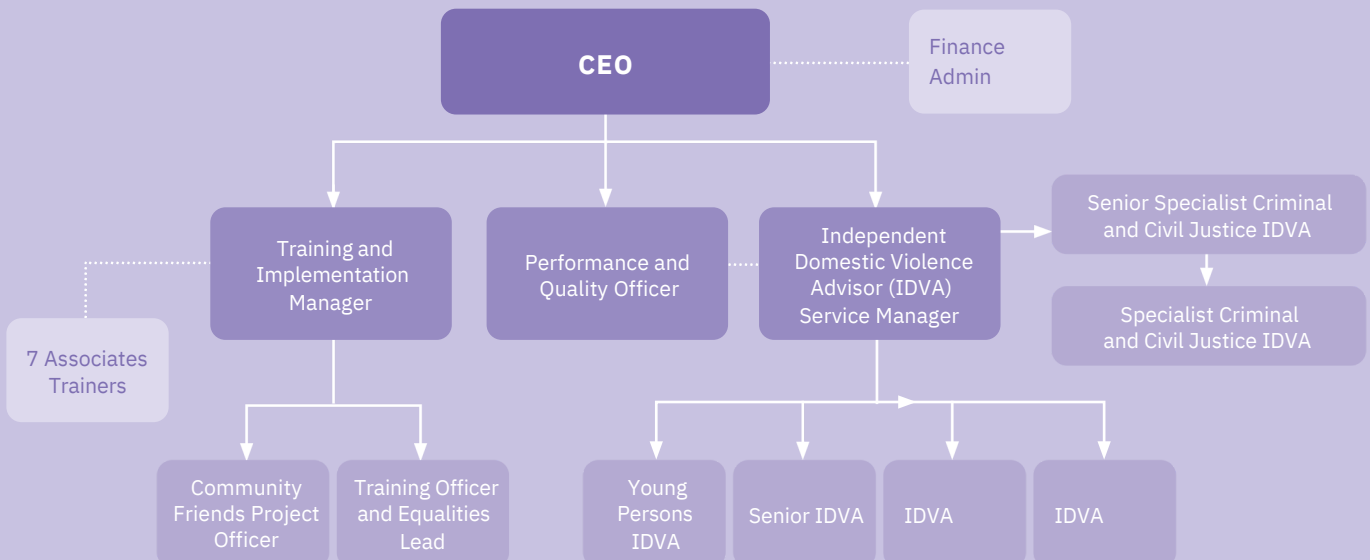 CEO
Finance
Admin
Training and
Implementation
Manager
Performance and
Quality Officer
Independent
Domestic Violence
Advisor (IDVA)
Service Manager
Senior Specialist Criminal
and Civil Justice IDVA
Specialist Criminal
and Civil Justice IDVA
7 Associates
Trainers
Community
Friends Project
Officer
Training Officer
and Equalities
Lead
Young
Persons
IDVA
Senior IDVA
IDVA
IDVA